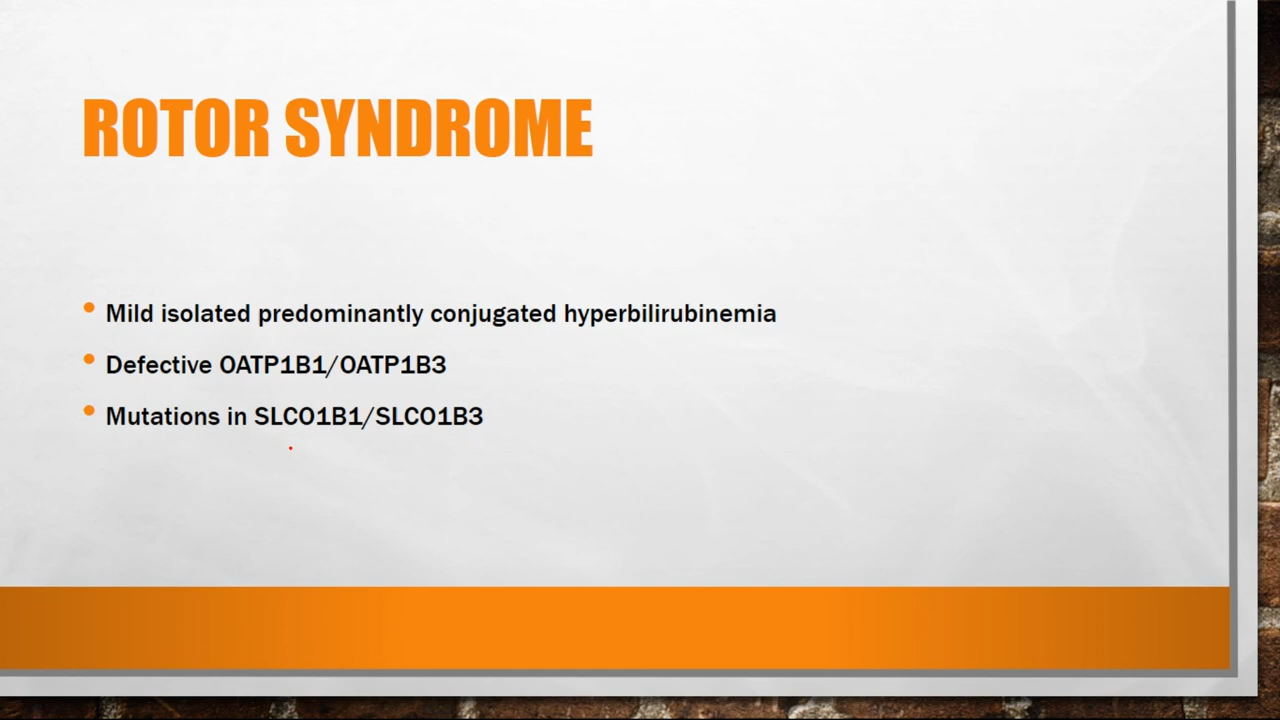 ROTOR SYNDROME
• Mild isolated predominantly conjugated hyperbilirubinemia
• Defective OATP1B1/OATP1B3
• Mutations in SLCO1B1/SLCO1B3